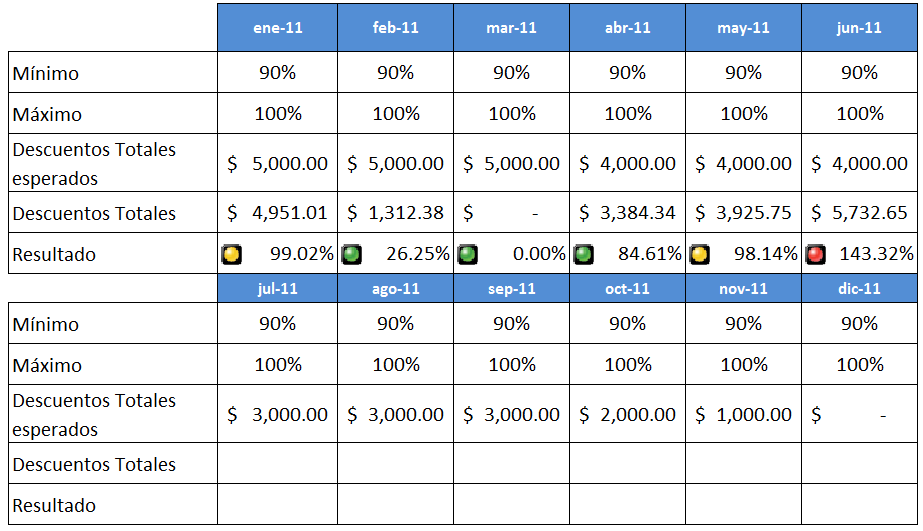 ene-11 feb-11 mar-11 abr-11 may-11 jun-11
Mínimo 90% 90% 90% 90% 90% 90%
Máximo 100% 100% 100% 100% 100% 100%
Descuentos Totales
esperados $ 5,000.00 $ 5,000.00 $ 5,000.00 $ 4,000.00 $ 4,000.00 $ 4,000.00
Descuentos Totales $ 4,951.01 $ 1,312.38 $ - $ 3,384.34 $ 3,925.75 $ 5,732.65
Resultado 99.02% 26.25% 0.00% 84.61% 98.14% 143.32%
jul-11 ago-11 sep-11 oct-11 nov-11 dic-11
Mínimo 90% 90% 90% 90% 90% 90%
Máximo 100% 100% 100% 100% 100% 100%
Descuentos Totales
esperados $ 3,000.00 $ 3,000.00 $ 3,000.00 $ 2,000.00 $ 1,000.00 $ -
Descuentos Totales
Resultado